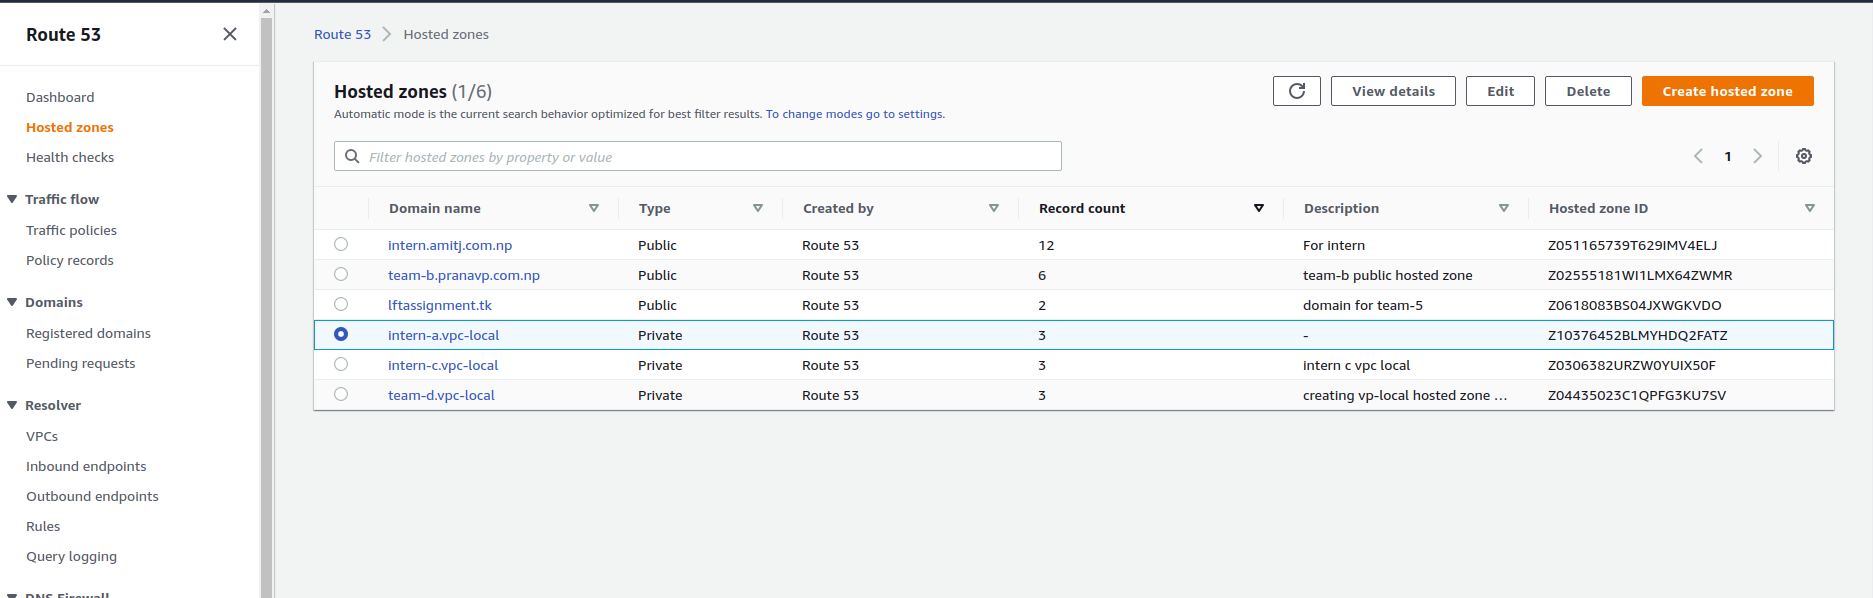 Route 53
Dashboard
Hosted zones
Health checks
Traffic flow
Traffic policies
Policy records
Domains
Registered domains
Pending requests
Resolver
VPCs
Inbound endpoints
Outbound endpoints
Rules
Query logging
DNS Firewall
Route 53 Hosted zones
Hosted zones (1/6)
Automatic mode is the current search behavior optimized for best filter results. To change modes go to settings.
View details Edit Delete Create hosted zone
Filter hosted zones by property or value
1
Domain name Type Created by Record count Description Hosted zone ID
intern.amitj.com.np Public Route 53 12 For intern Z051165739T629IMV4ELJ
team-b.pranavp.com.np Public Route 53 6 team-b public hosted zone Z02555181WI1LMX64ZWMR
lftassignment.tk Public Route 53 2 domain for team-5 Z0618083BS04JXWGKVDO
intern-a.vpc-local Private Route 53 3 - Z10376452BLMYHDQ2FATZ
intern-c.vpc-local Private Route 53 3 intern c vpc local Z0306382URZW0YUIX50F
team-d.vpc-local Private Route 53 3 creating vp-local hosted zone ... Z04435023C1QPFG3KU7SV